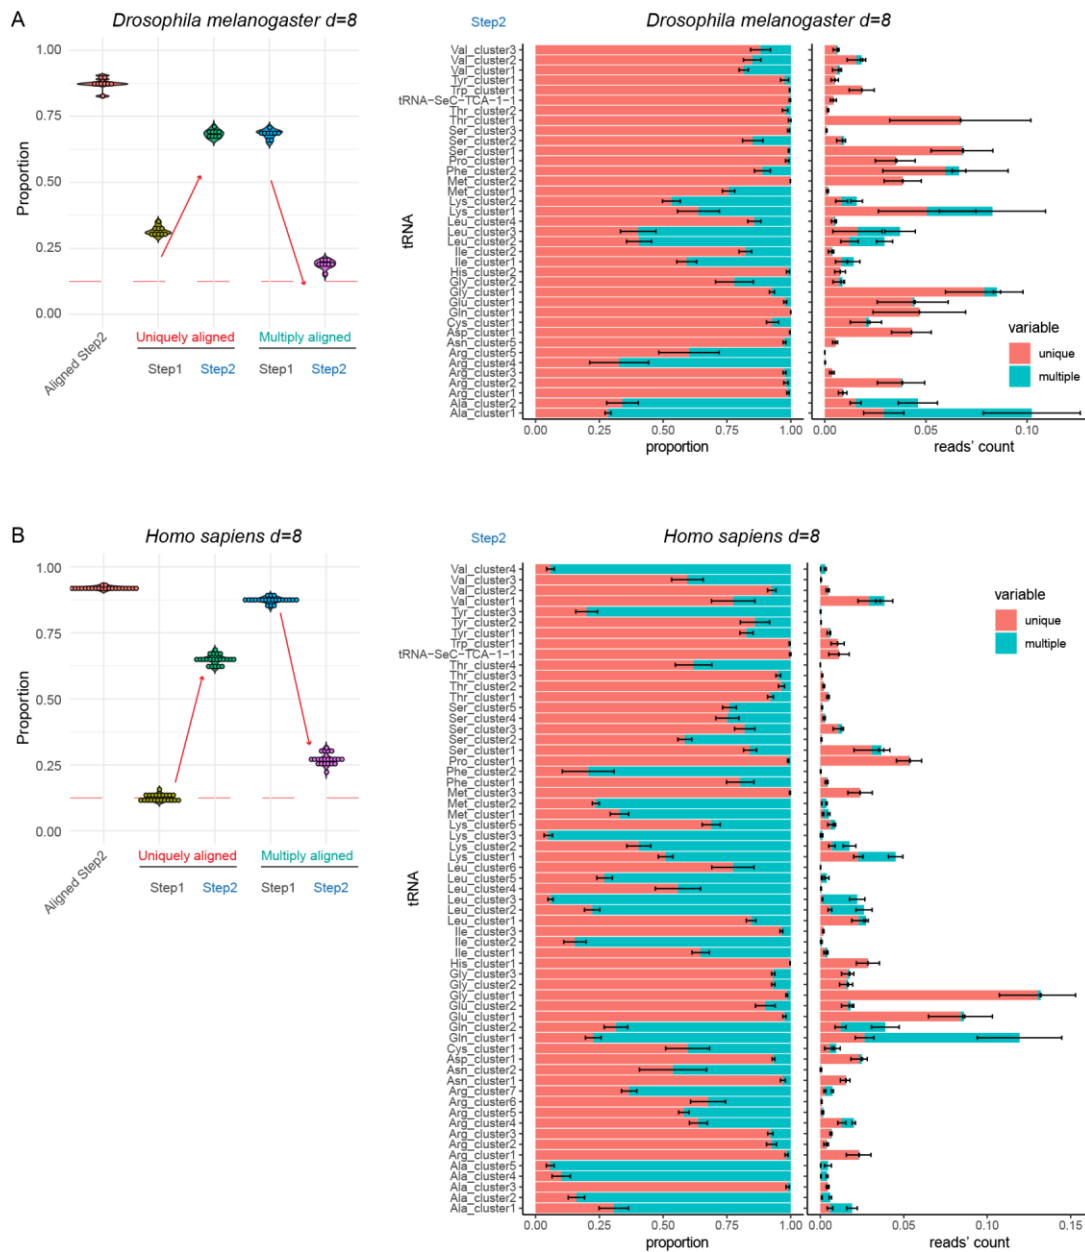 A
Drosophila melanogaster d=8
1.00
0.75
0.50
0.25
0.00
Proportion
Aligned Step2
Uniquely aligned
Multiply aligned
Step1
Step2
Step1
Step2
Step2
Drosophila melanogaster d=8
tRNA
Val_cluster3
Val_cluster2
Val_cluster1
Tyr_cluster1
Trp_cluster1
tRNA-SeC-TCA-1-1
Thr_cluster2
Thr_cluster1
Ser_cluster3
Ser_cluster2
Ser_cluster1
Pro_cluster1
Phe_cluster2
Met_cluster2
Met_cluster1
Lys_cluster2
Lys_cluster1
Leu_cluster4
Leu_cluster3
Leu_cluster2
Ile_cluster2
Ile_cluster1
His_cluster2
Gly_cluster2
Gly_cluster1
Glu_cluster1
Gln_cluster1
Cys_cluster1
Asp_cluster1
Asn_cluster5
Arg_cluster5
Arg_cluster4
Arg_cluster3
Arg_cluster2
Arg_cluster1
Ala_cluster2
Ala_cluster1
0.00 0.25 0.50 0.75 1.00
proportion
variable
unique
multiple
0.00 0.05 0.10
reads' count
B
Homo sapiens d=8
1.00
0.75
0.50
0.25
0.00
Proportion
Aligned Step2
Uniquely aligned
Multiply aligned
Step1
Step2
Step1
Step2
Step2
Homo sapiens d=8
tRNA
Val_cluster4
Val_cluster3
Val_cluster2
Val_cluster1
Tyr_cluster3
Tyr_cluster2
Tyr_cluster1
Trp_cluster1
tRNA-SeC-TCA-1-1
Thr_cluster4
Thr_cluster3
Thr_cluster2
Thr_cluster1
Ser_cluster5
Ser_cluster4
Ser_cluster3
Ser_cluster2
Ser_cluster1
Pro_cluster1
Phe_cluster2
Phe_cluster1
Met_cluster3
Met_cluster2
Met_cluster1
Lys_cluster5
Lys_cluster3
Lys_cluster2
Lys_cluster1
Leu_cluster6
Leu_cluster5
Leu_cluster4
Leu_cluster3
Leu_cluster2
Leu_cluster1
Ile_cluster3
Ile_cluster2
Ile_cluster1
His_cluster1
Gly_cluster3
Gly_cluster2
Gly_cluster1
Glu_cluster2
Glu_cluster1
Gln_cluster2
Gln_cluster1
Cys_cluster1
Asp_cluster1
Asn_cluster2
Asn_cluster1
Arg_cluster7
Arg_cluster6
Arg_cluster5
Arg_cluster4
Arg_cluster3
Arg_cluster2
Arg_cluster1
Ala_cluster5
Ala_cluster4
Ala_cluster3
Ala_cluster2
Ala_cluster1
0.00 0.25 0.50 0.75 1.00
proportion
variable
unique
multiple
0.00 0.05 0.10 0.15
reads' count